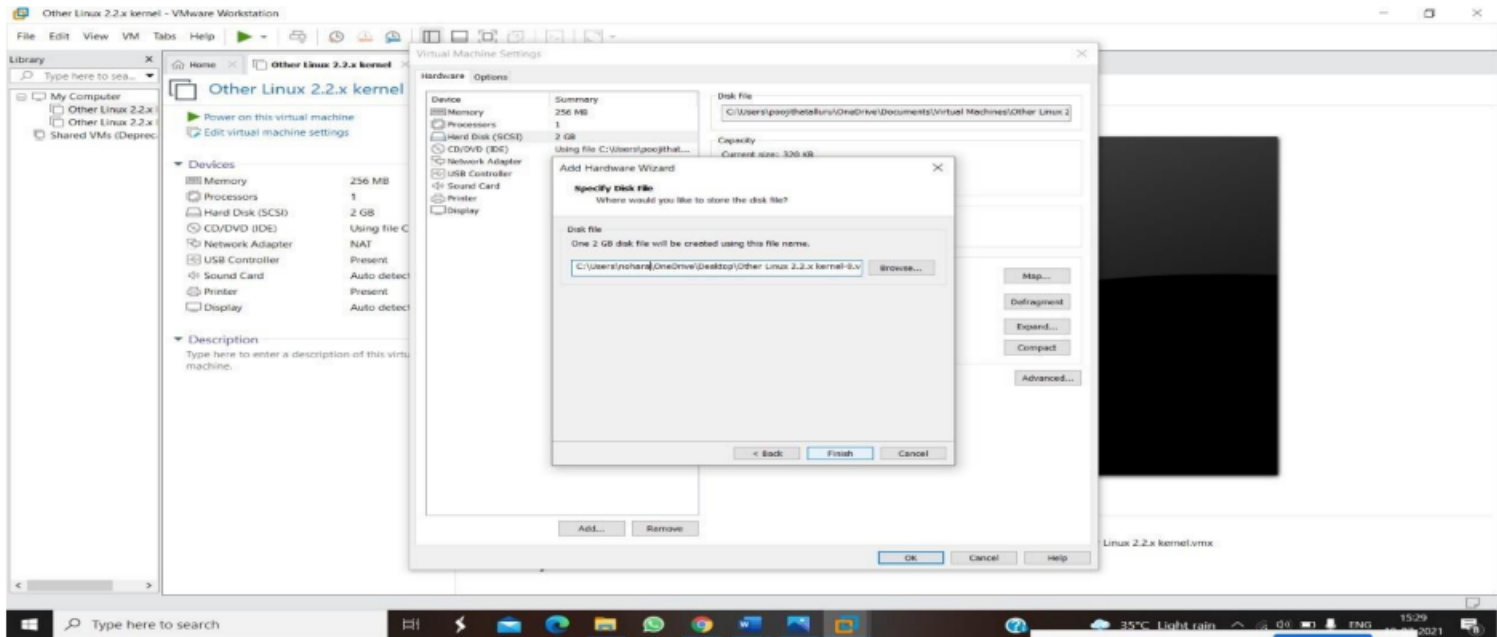 Other Linux 2.2.x kernel - VMware Workstation
File Edit View VM Tabs Help
Library
Type here to sea...
My Computer
Other Linux 2.2.x
Other Linux 2.2.x
Shared VMs (Deprec
Home
Other Linux 2.2.x kernel
Other Linux 2.2.x kernel
Power on this virtual machine
Edit virtual machine settings
Devices
Memory 256 MB
Processors 1
Hard Disk (SCSI) 2 GB
CD/DVD (IDE) Using file C
Network Adapter NAT
USB Controller Present
Sound Card Auto detect
Printer Present
Display Auto detect
Description
Type here to enter a description of this virtu
machine.
Virtual Machine Settings
Hardware Options
Device Summary
Memory 256 MB
Processors 1
Hard Disk (SCSI) 2 GB
CD/DVD (IDE) Using file C:\Users\poojithat...
Network Adapter
USB Controller
Sound Card
Printer
Display
Add... Remove
Disk file
C:\Users\poojithatalluru\OneDrive\Documents\Virtual Machines\Other Linux 2
Capacity
Current size: 320 KB
Map...
Defragment
Expand...
Compact
Advanced...
OK Cancel Help
Add Hardware Wizard
Specify Disk File
Where would you like to store the disk file?
Disk file
One 2 GB disk file will be created using this file name.
C:\Users\nohara\OneDrive\Desktop\Other Linux 2.2.x kernel-0.v Browse...
< Back Finish Cancel
Linux 2.2.x kernel.vmx
Type here to search
35°C Light rain ENG 15:29
2021